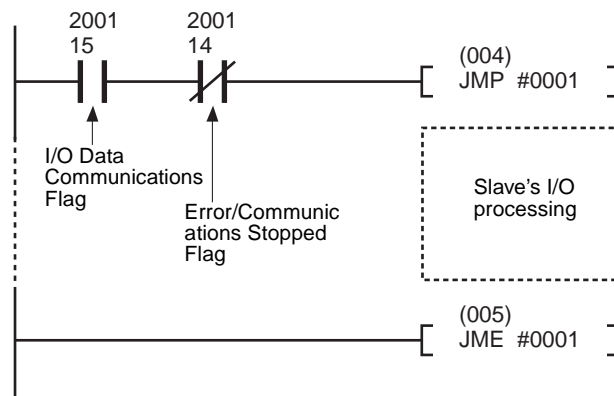 2001
15
2001
14
(004)
JMP #0001
I/O Data
Communications
Flag
Error/Communic
ations Stopped
Flag
Slave's I/O
processing
(005)
JME #0001